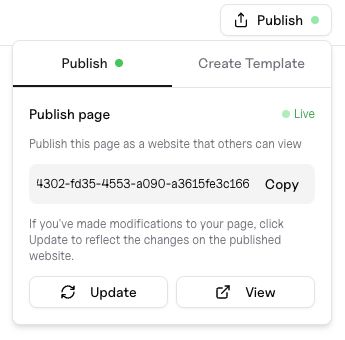 Publish
Publish
Create Template
Publish page
Live
Publish this page as a website that others can view
4302-fd35-4553-a090-a3615fe3c166
Copy
If you've made modifications to your page, click
Update to reflect the changes on the published
website.
Update
View